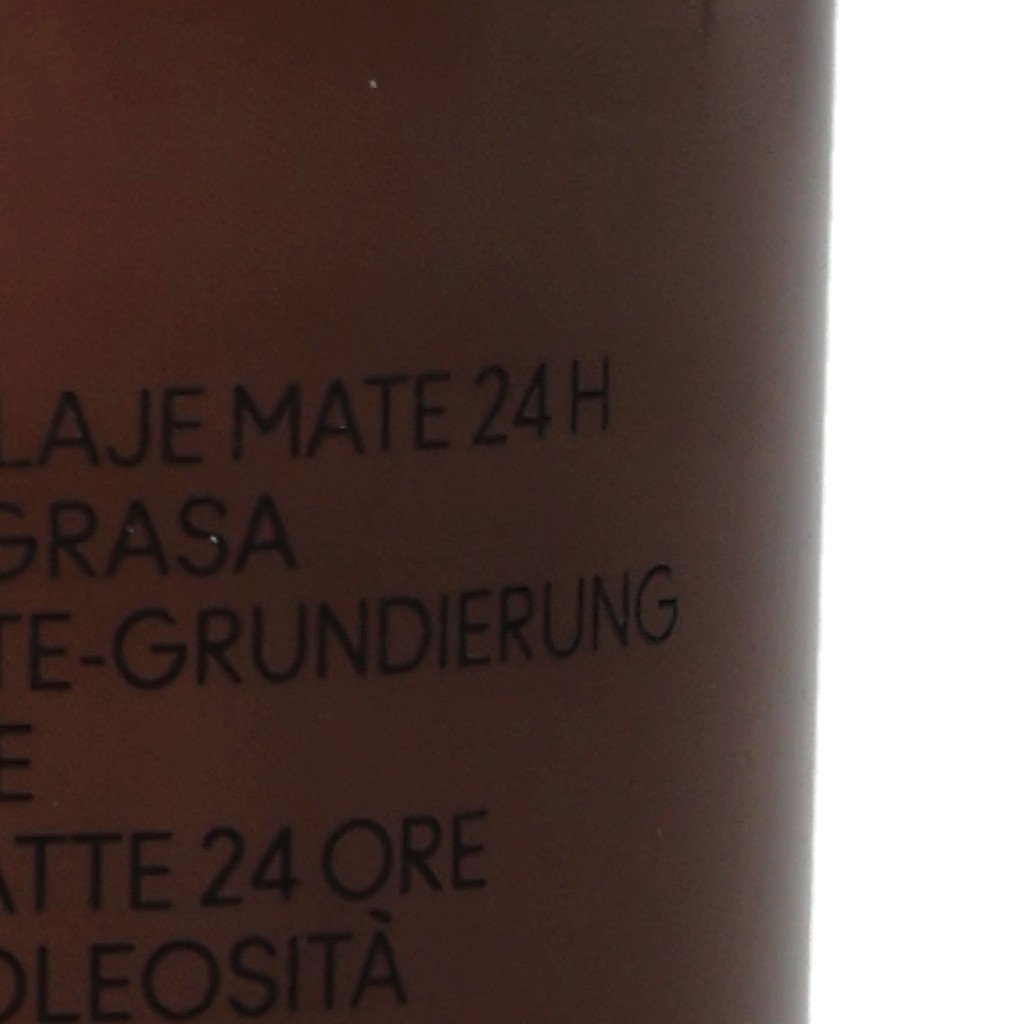 LAJE MATE 24 H
GRASA
TE-GRUNDIERUNG
E
ATTE 24 ORE
OLEOSITÀ